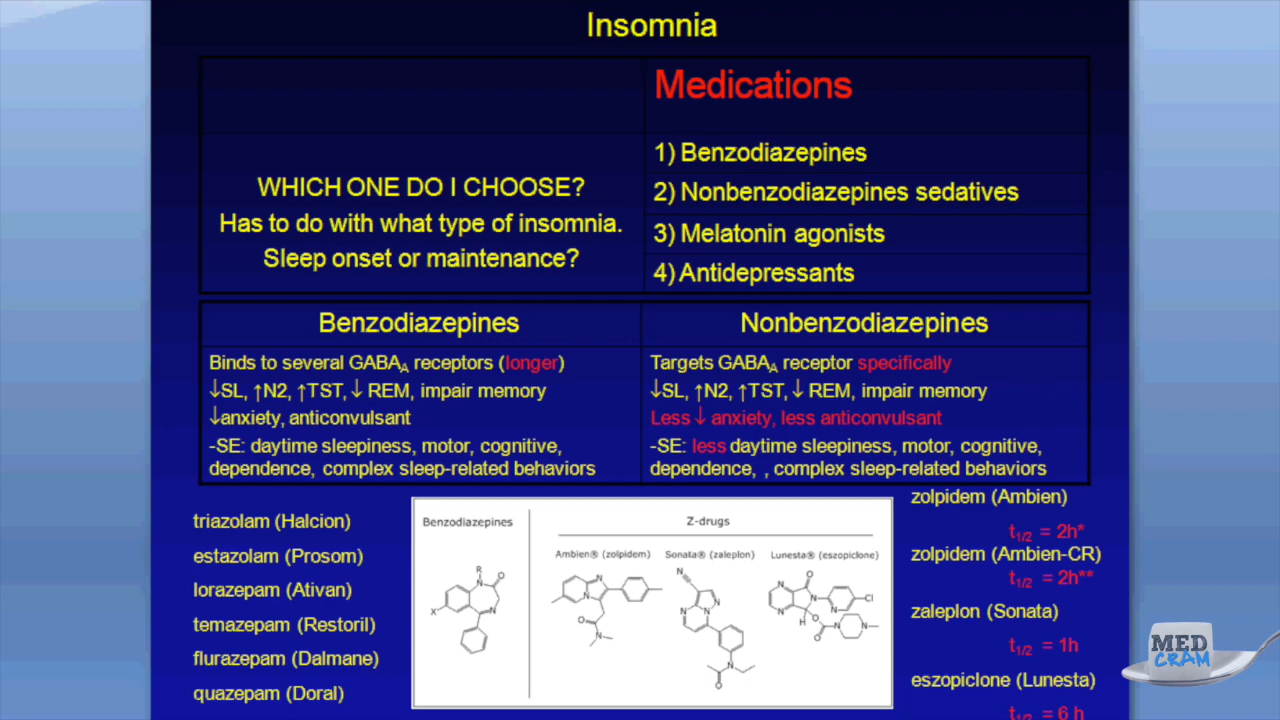 Insomnia
Medications
WHICH ONE DO I CHOOSE?
Has to do with what type of insomnia.
Sleep onset or maintenance?
1) Benzodiazepines
2) Nonbenzodiazepines sedatives
3) Melatonin agonists
4) Antidepressants
Benzodiazepines
Binds to several GABA_A receptors (longer)
↓SL, ↑N2, ↑TST, ↓ REM, impair memory
↓anxiety, anticonvulsant
-SE: daytime sleepiness, motor, cognitive,
dependence, complex sleep-related behaviors
Nonbenzodiazepines
Targets GABA_A receptor specifically
↓SL, ↑N2, ↑TST, ↓ REM, impair memory
Less ↓ anxiety, less anticonvulsant
-SE: less daytime sleepiness, motor, cognitive,
dependence, , complex sleep-related behaviors
triazolam (Halcion)
estazolam (Prosom)
lorazepam (Ativan)
temazepam (Restoril)
flurazepam (Dalmane)
quazepam (Doral)
Benzodiazepines
R
N
O
X
N
Z-drugs
Ambien® (zolpidem)
N
N
O
N
Sonata® (zaleplon)
N
N
N
N
N
O
Lunesta® (eszopiclone)
O
N
N
N
N
Cl
H
O
O
N
N
zolpidem (Ambien)
t1/2 = 2h*
zolpidem (Ambien-CR)
t1/2 = 2h**
zaleplon (Sonata)
t1/2 = 1h
eszopiclone (Lunesta)
t1/2 = 6 h
MED
CRAM